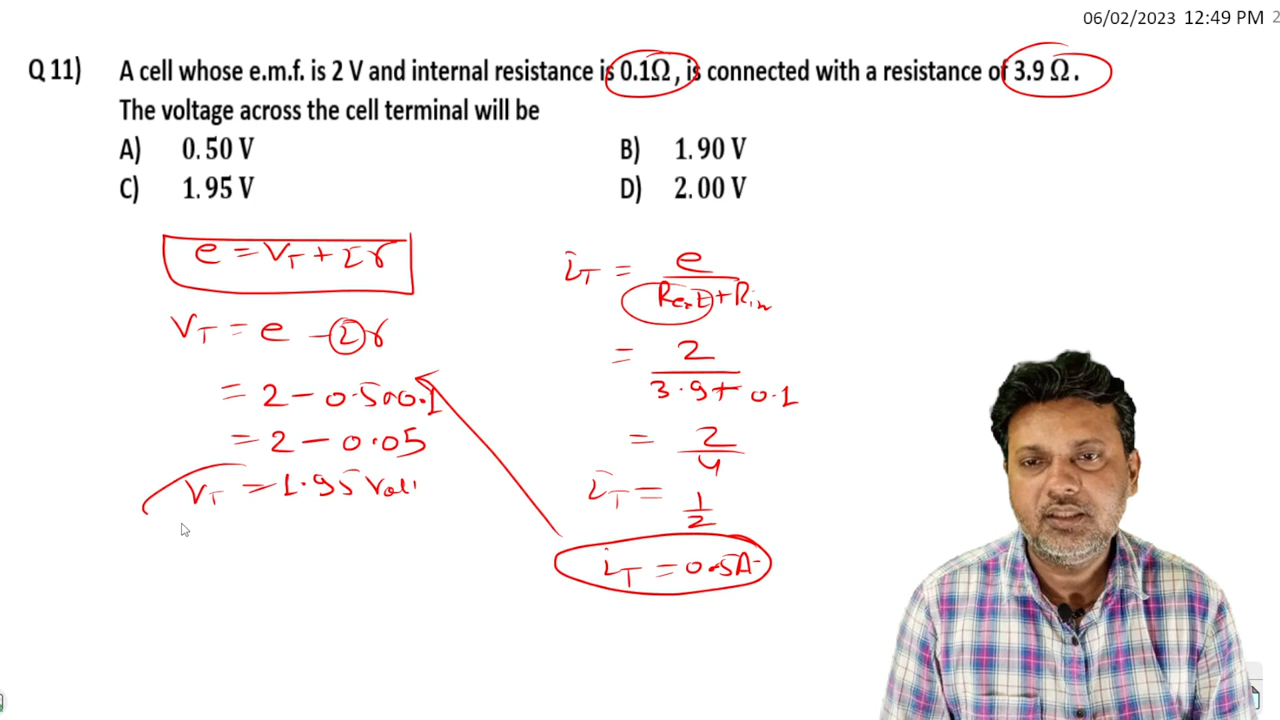 06/02/2023 12:49 PM 2
Q 11) A cell whose e.m.f. is 2 V and internal resistance is 0.1Ω, is connected with a resistance of 3.9 Ω.
The voltage across the cell terminal will be
A) 0.50 V B) 1.90 V
C) 1.95 V D) 2.00 V
e = VT + Ir
VT = e - Ir
= 2 - 0.5×0.1
= 2 - 0.05
VT = 1.95 Volt
iT = e / Rext + Rin
= 2 / 3.9 + 0.1
= 2 / 4
iT = 1 / 2
iT = 0.5A